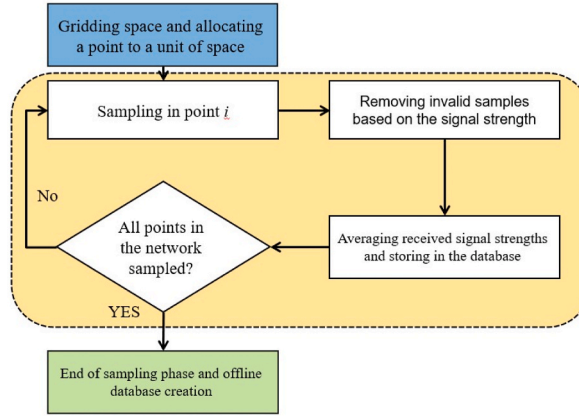 Gridding space and allocating
a point to a unit of space
Sampling in point i
Removing invalid samples
based on the signal strength
Averaging received signal strengths
and storing in the database
All points in
the network
sampled?
No
YES
End of sampling phase and offline
database creation